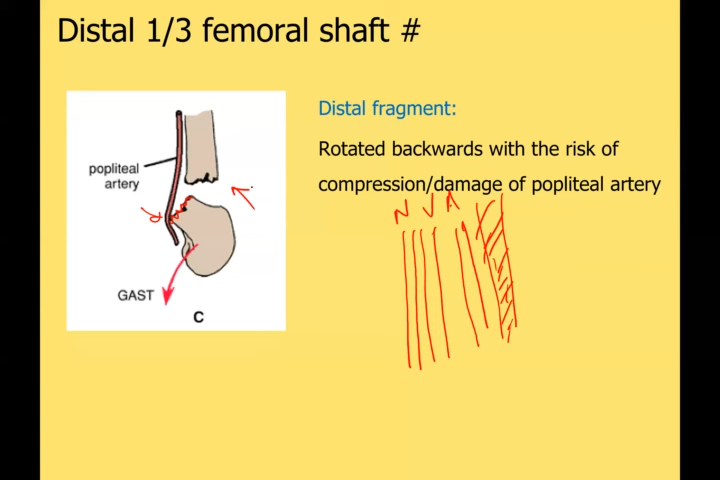 Distal 1/3 femoral shaft #
Distal fragment:
Rotated backwards with the risk of
compression/damage of popliteal artery
popliteal
artery
GAST
C
N V A